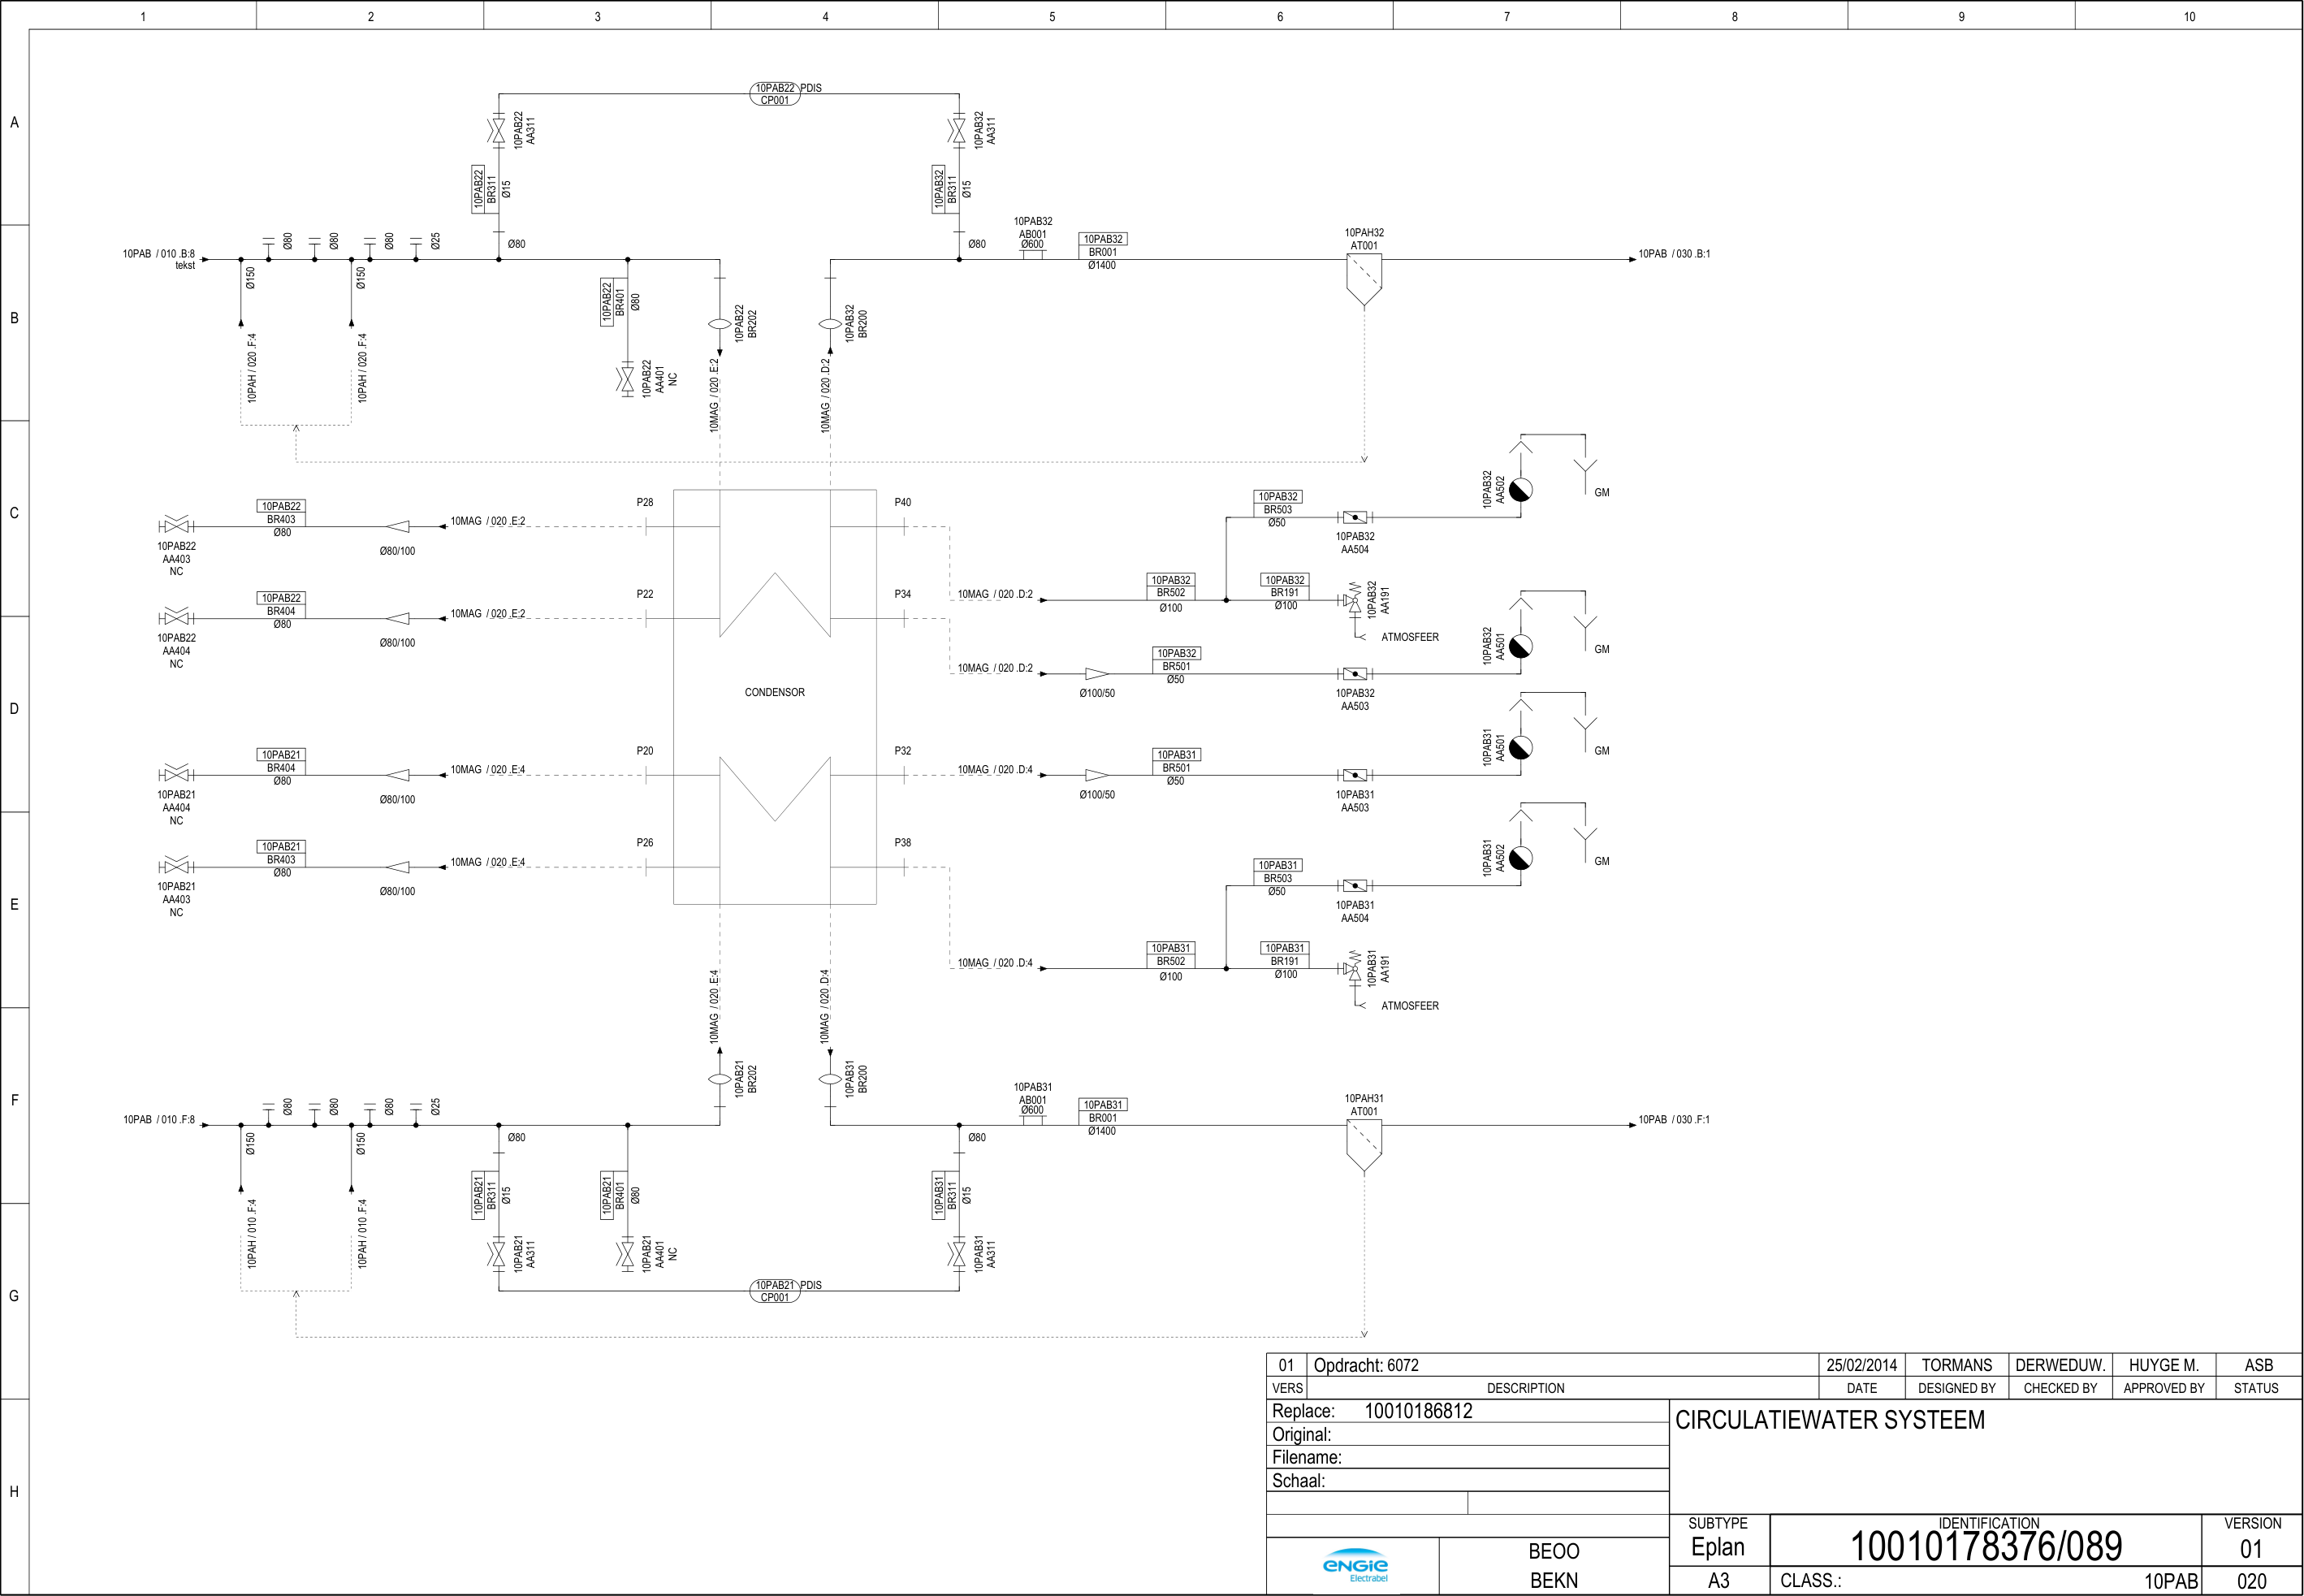 1 2 3 4 5 6 7 8 9 10
A
B
C
D
E
F
G
H
10PAB22 PDIS
CP001
10PAB22
AA311
10PAB32
AA311
10PAB22
BR311
Ø15
10PAB32
BR311
Ø15
10PAB / 010 .B:8
tekst
Ø80
Ø80
Ø80
Ø25
Ø80
Ø80
10PAB32
AB001
Ø600
10PAB32
BR001
Ø1400
10PAH32
AT001
10PAB / 030 .B:1
Ø150
Ø150
10PAH / 020 .F:4
10PAH / 020 .F:4
10PAB22
BR401
Ø80
10PAB22
AA401
NC
10PAB22
BR202
10PAB32
BR200
10MAG / 020 .E:2
10MAG / 020 .D:2
10PAB22
BR403
Ø80
10PAB22
AA403
NC
Ø80/100
10MAG / 020 .E:2
P28
P40
10PAB22
BR404
Ø80
10PAB22
AA404
NC
Ø80/100
10MAG / 020 .E:2
P22
P34
CONDENSOR
10PAB21
BR404
Ø80
10PAB21
AA404
NC
Ø80/100
10MAG / 020 .E:4
P20
P32
10PAB21
BR403
Ø80
10PAB21
AA403
NC
Ø80/100
10MAG / 020 .E:4
P26
P38
10PAB32
BR503
Ø50
10PAB32
AA504
10PAB32
AA502
GM
10MAG / 020 .D:2
10PAB32
BR502
Ø100
10PAB32
BR191
Ø100
10PAB32
AA191
ATMOSFEER
10MAG / 020 .D:2
Ø100/50
10PAB32
BR501
Ø50
10PAB32
AA503
10PAB32
AA501
GM
10MAG / 020 .D:4
Ø100/50
10PAB31
BR501
Ø50
10PAB31
AA503
10PAB31
AA501
GM
10PAB31
BR503
Ø50
10PAB31
AA504
10PAB31
AA502
GM
10MAG / 020 .D:4
10PAB31
BR502
Ø100
10PAB31
BR191
Ø100
10PAB31
AA191
ATMOSFEER
10MAG / 020 .E:4
10MAG / 020 .D:4
10PAB21
BR202
10PAB31
BR200
10PAB / 010 .F:8
Ø80
Ø80
Ø80
Ø25
Ø80
Ø80
10PAB31
AB001
Ø600
10PAB31
BR001
Ø1400
10PAH31
AT001
10PAB / 030 .F:1
Ø150
Ø150
10PAH / 010 .F:4
10PAH / 010 .F:4
10PAB21
BR311
Ø15
10PAB21
BR401
Ø80
10PAB31
BR311
Ø15
10PAB21
AA311
10PAB21
AA401
NC
10PAB31
AA311
10PAB21 PDIS
CP001
01 Opdracht: 6072 25/02/2014 TORMANS DERWEDUW. HUYGE M. ASB
VERS DESCRIPTION DATE DESIGNED BY CHECKED BY APPROVED BY STATUS
Replace: 10010186812
Original:
Filename:
Schaal:
CIRCULATIEWATER SYSTEEM
SUBTYPE IDENTIFICATION VERSION
Eplan 10010178376/089 01
ENGIE
Electrabel
BEOO
BEKN
A3 CLASS.: 10PAB 020